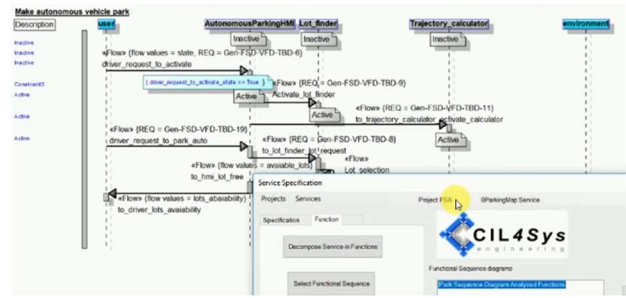 Make autonomous vehicle park
Description
user
AutonomousParkingHMI
Lot_finder
Trajectory_calculator
environment
Inactive
Inactive
Inactive
Inactive
Inactive
Inactive
«Flow» {flow values = state, REQ = Gen-FSD-VFD-TBD-6}
driver_request_to_activate
Constraint5
{ driver_request_to_activate_state == True }
«Flow» {REQ = Gen-FSD-VFD-TBD-9}
Activate_lot_finder
Active
Active
«Flow» {REQ = Gen-FSD-VFD-TBD-11}
to_trajectory_calculator_activate_calculator
Active
Active
«Flow» {REQ = Gen-FSD-VFD-TBD-19}
driver_request_to_park_auto
Active
Active
«Flow» {REQ = Gen-FSD-VFD-TBD-8}
to_lot_finder_lot_request
«Flow» {flow values = avaiable_lots}
to_hmi_lot_free
«Flow»
Lot_selection
«Flow» {flow values = lots_abaiability}
to_driver_lots_avaiability
Service Specification
Projects Services
Project PSA
@ParkingMap Service
Specification Function
Decompose Service in Functions
Select Functional Sequence
CIL4Sys
engineering
Functional Sequence diagrams
Park Sequence Diagram Analyzed Functions